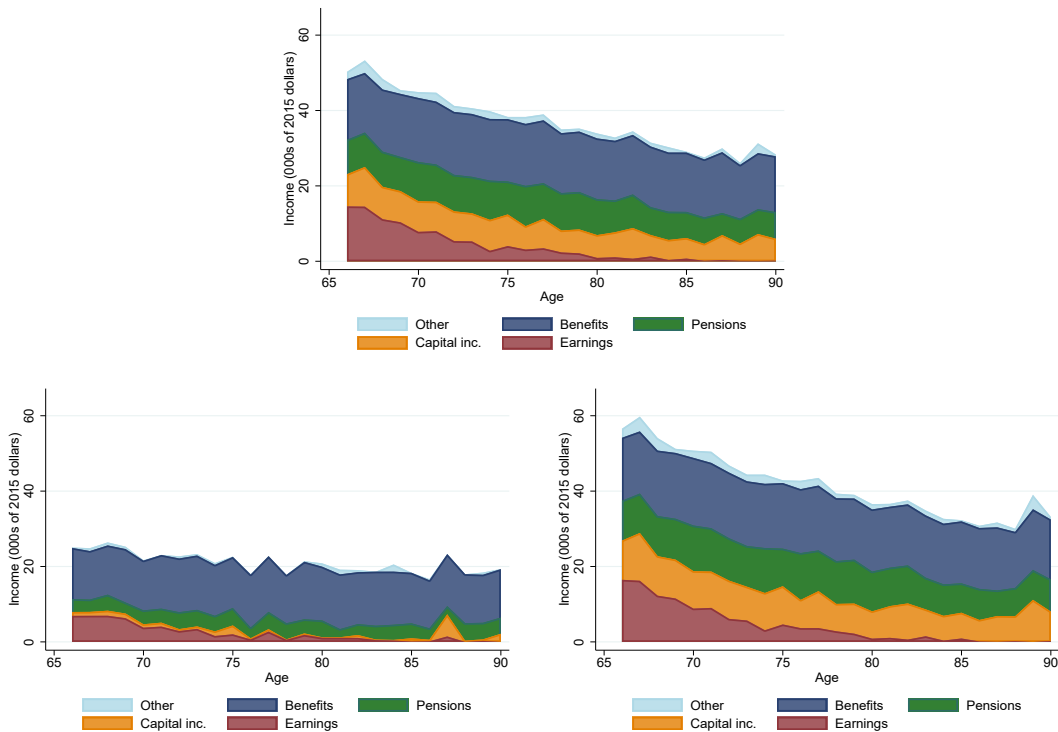 Income (000s of 2015 dollars)
60
40
20
0
65 70 75 80 85 90
Age
Other Benefits Pensions
Capital inc. Earnings
Income (000s of 2015 dollars)
60
40
20
0
65 70 75 80 85 90
Age
Other Benefits Pensions
Capital inc. Earnings
Income (000s of 2015 dollars)
60
40
20
0
65 70 75 80 85 90
Age
Other Benefits Pensions
Capital inc. Earnings